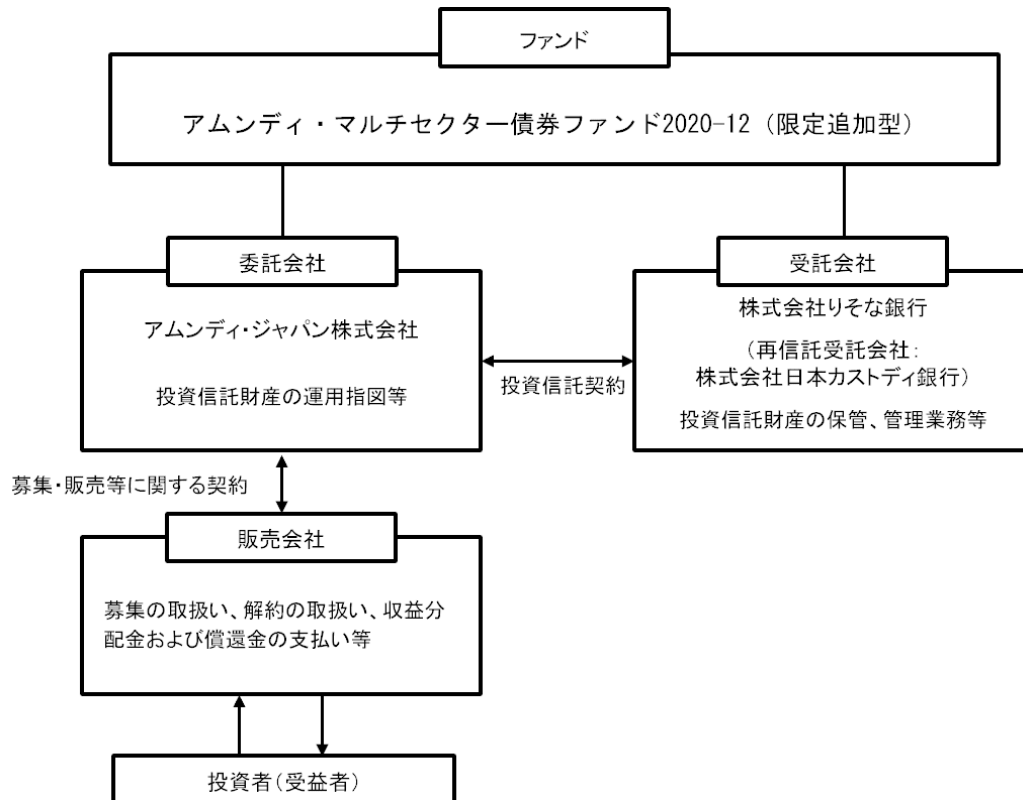 ファンド
アムンディ・マルチセクター債券ファンド2020-12（限定追加型）
委託会社
アムンディ・ジャパン株式会社
投資信託財産の運用指図等
投資信託契約
受託会社
株式会社りそな銀行
（再信託受託会社：
株式会社日本カストディ銀行）
投資信託財産の保管、管理業務等
募集・販売等に関する契約
販売会社
募集の取扱い、解約の取扱い、収益分
配金および償還金の支払い等
投資者（受益者）